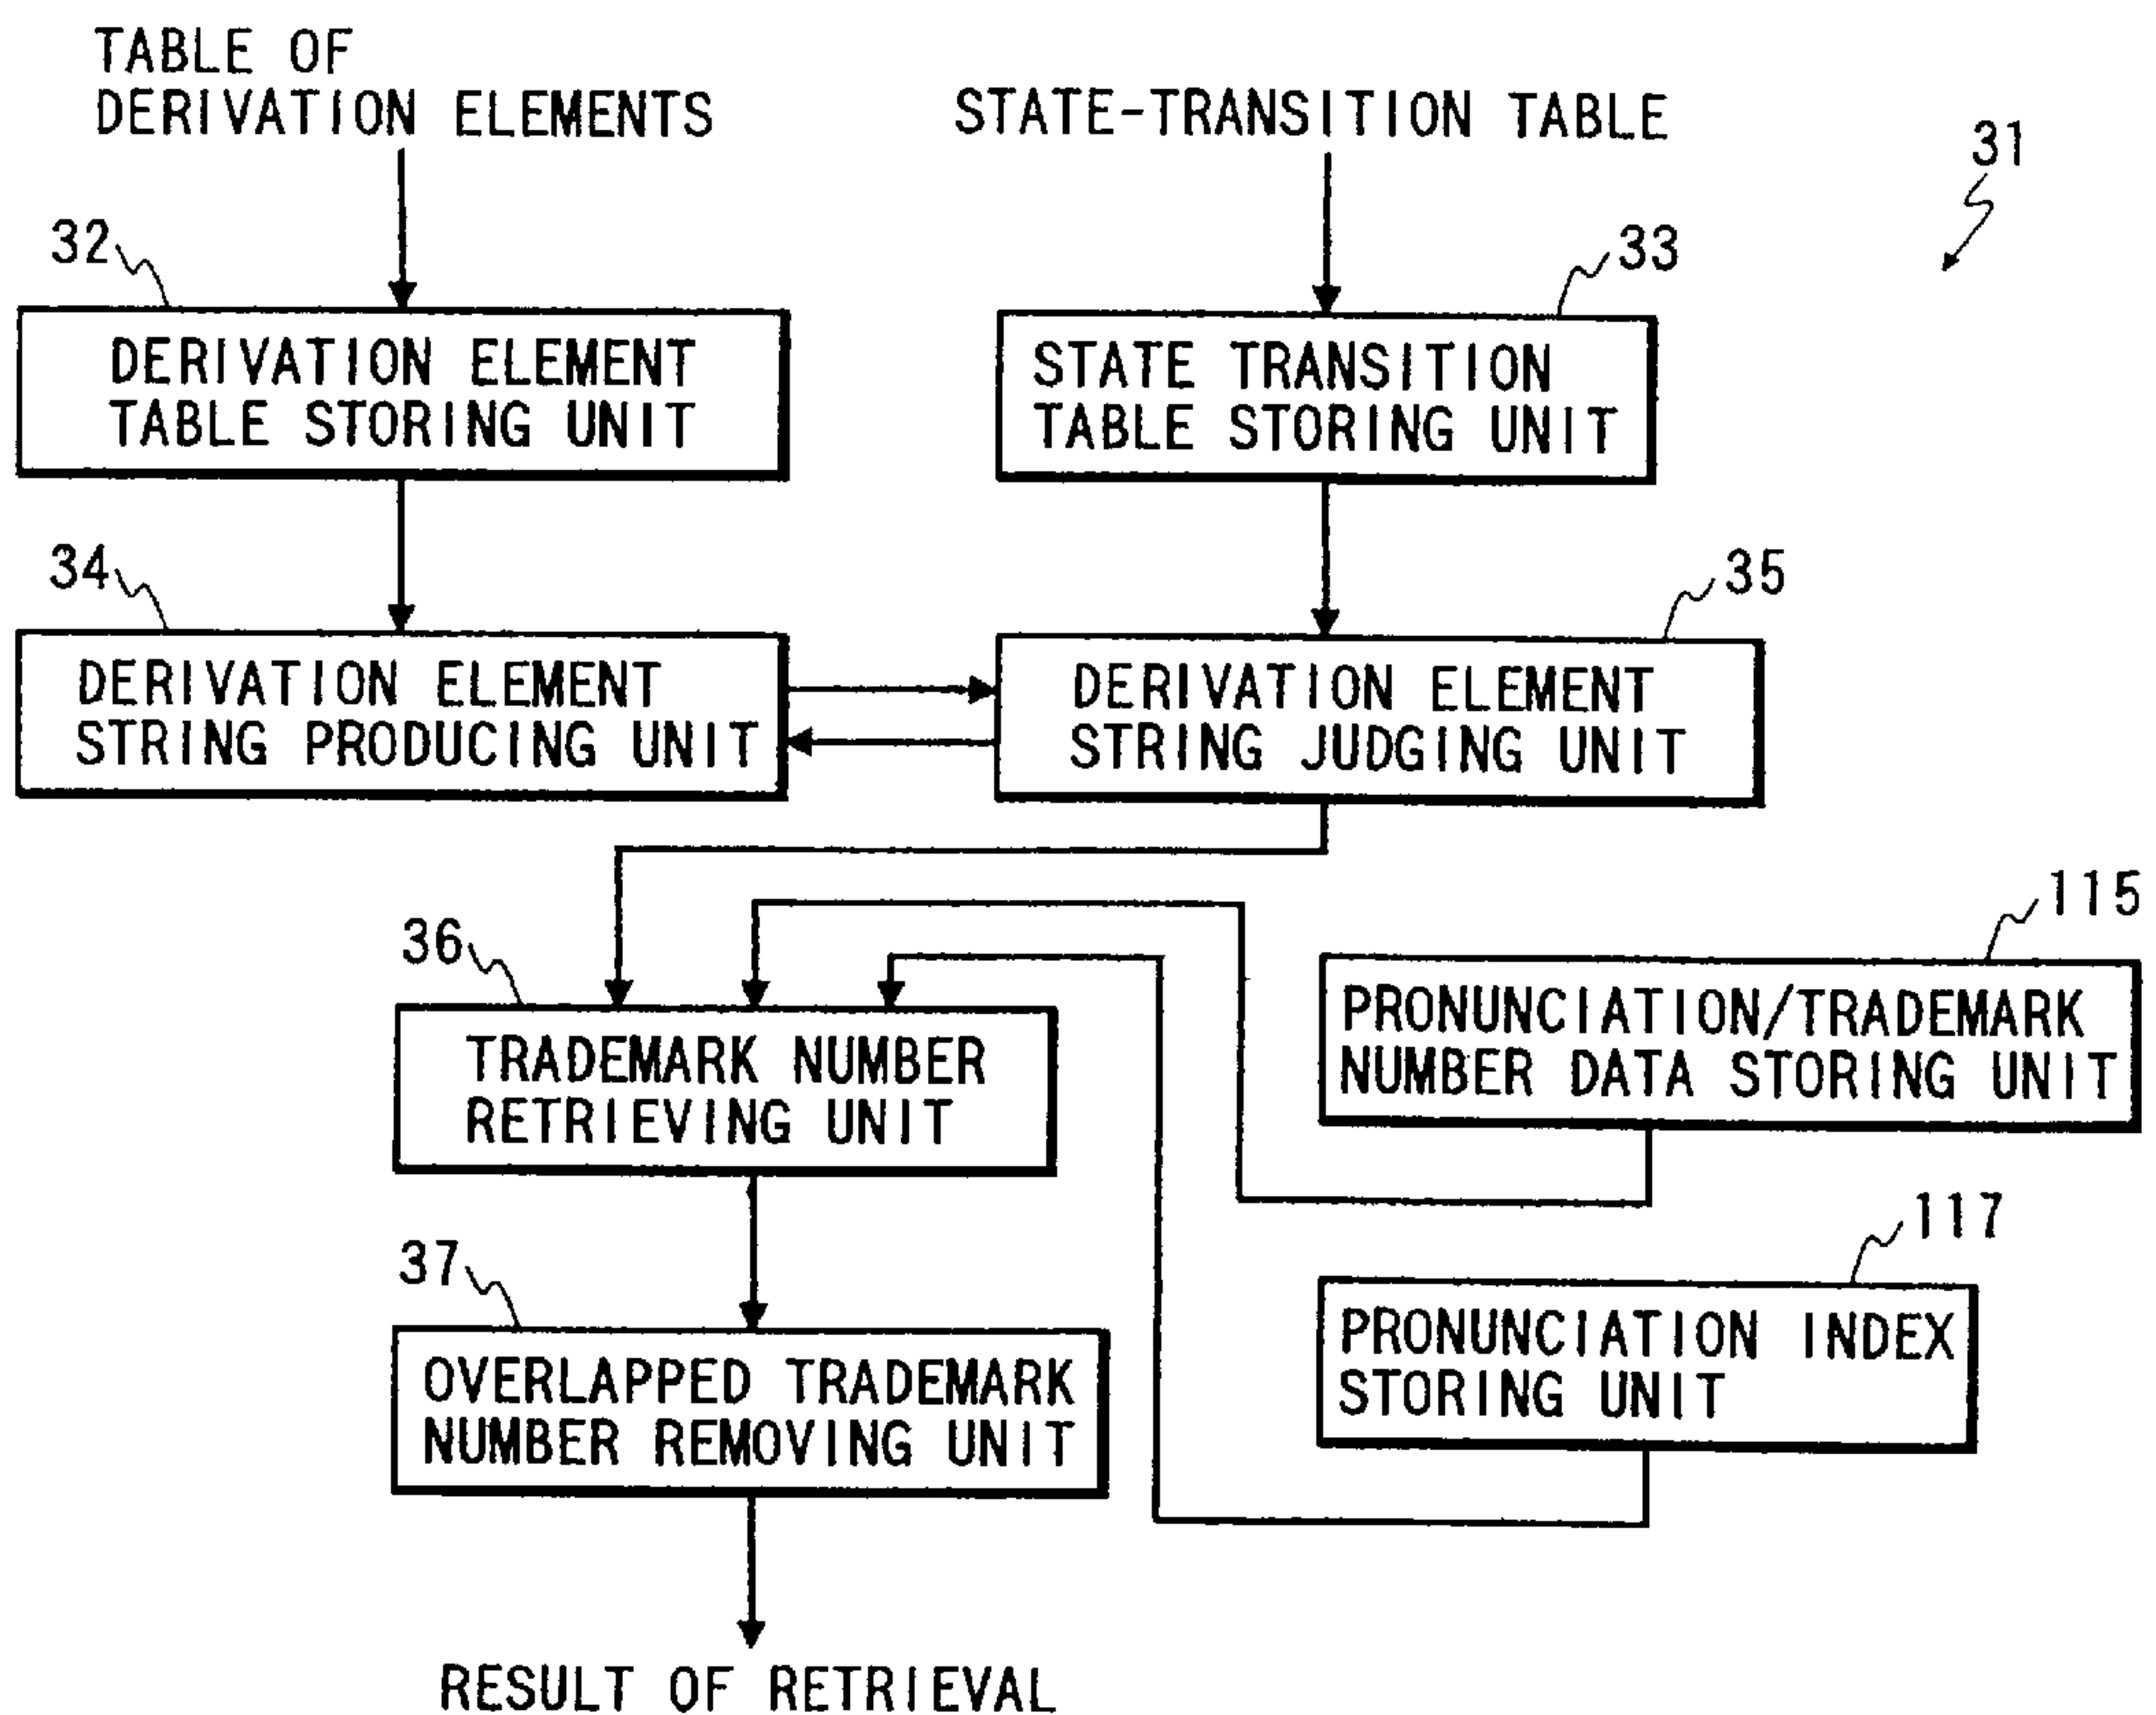 TABLE OF
DERIVATION ELEMENTS
STATE-TRANSITION TABLE
31
32
33
DERIVATION ELEMENT
TABLE STORING UNIT
STATE TRANSITION
TABLE STORING UNIT
34
35
DERIVATION ELEMENT
STRING PRODUCING UNIT
DERIVATION ELEMENT
STRING JUDGING UNIT
36
115
TRADEMARK NUMBER
RETRIEVING UNIT
PRONUNCIATION/TRADEMARK
NUMBER DATA STORING UNIT
37
117
OVERLAPPED TRADEMARK
NUMBER REMOVING UNIT
PRONUNCIATION INDEX
STORING UNIT
RESULT OF RETRIEVAL